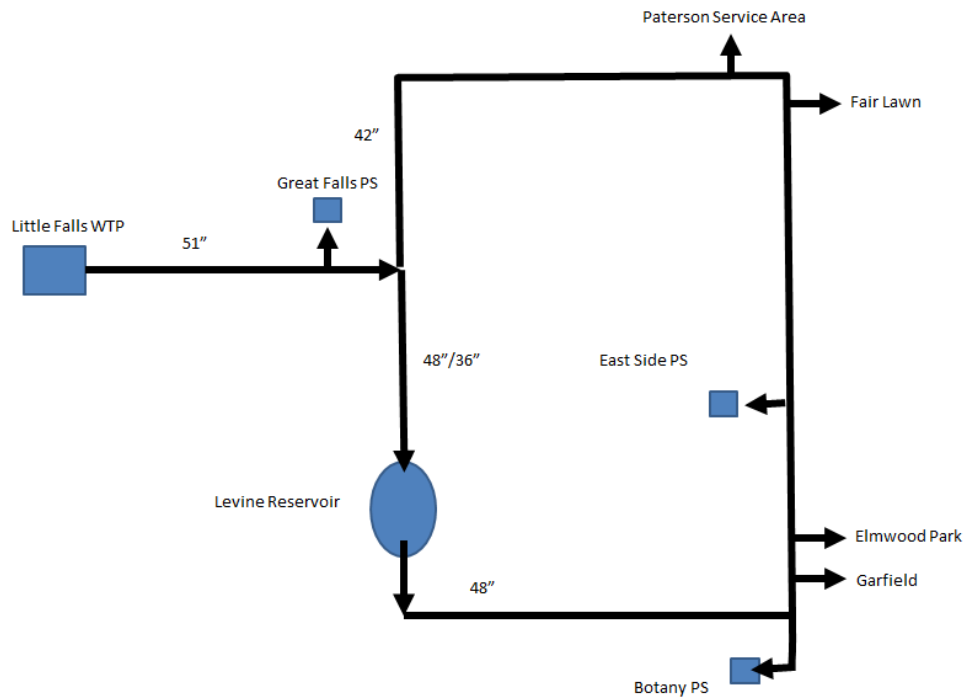 Paterson Service Area
Fair Lawn
42”
Great Falls PS
Little Falls WTP
51”
48”/36”
East Side PS
Levine Reservoir
Elmwood Park
Garfield
48”
Botany PS